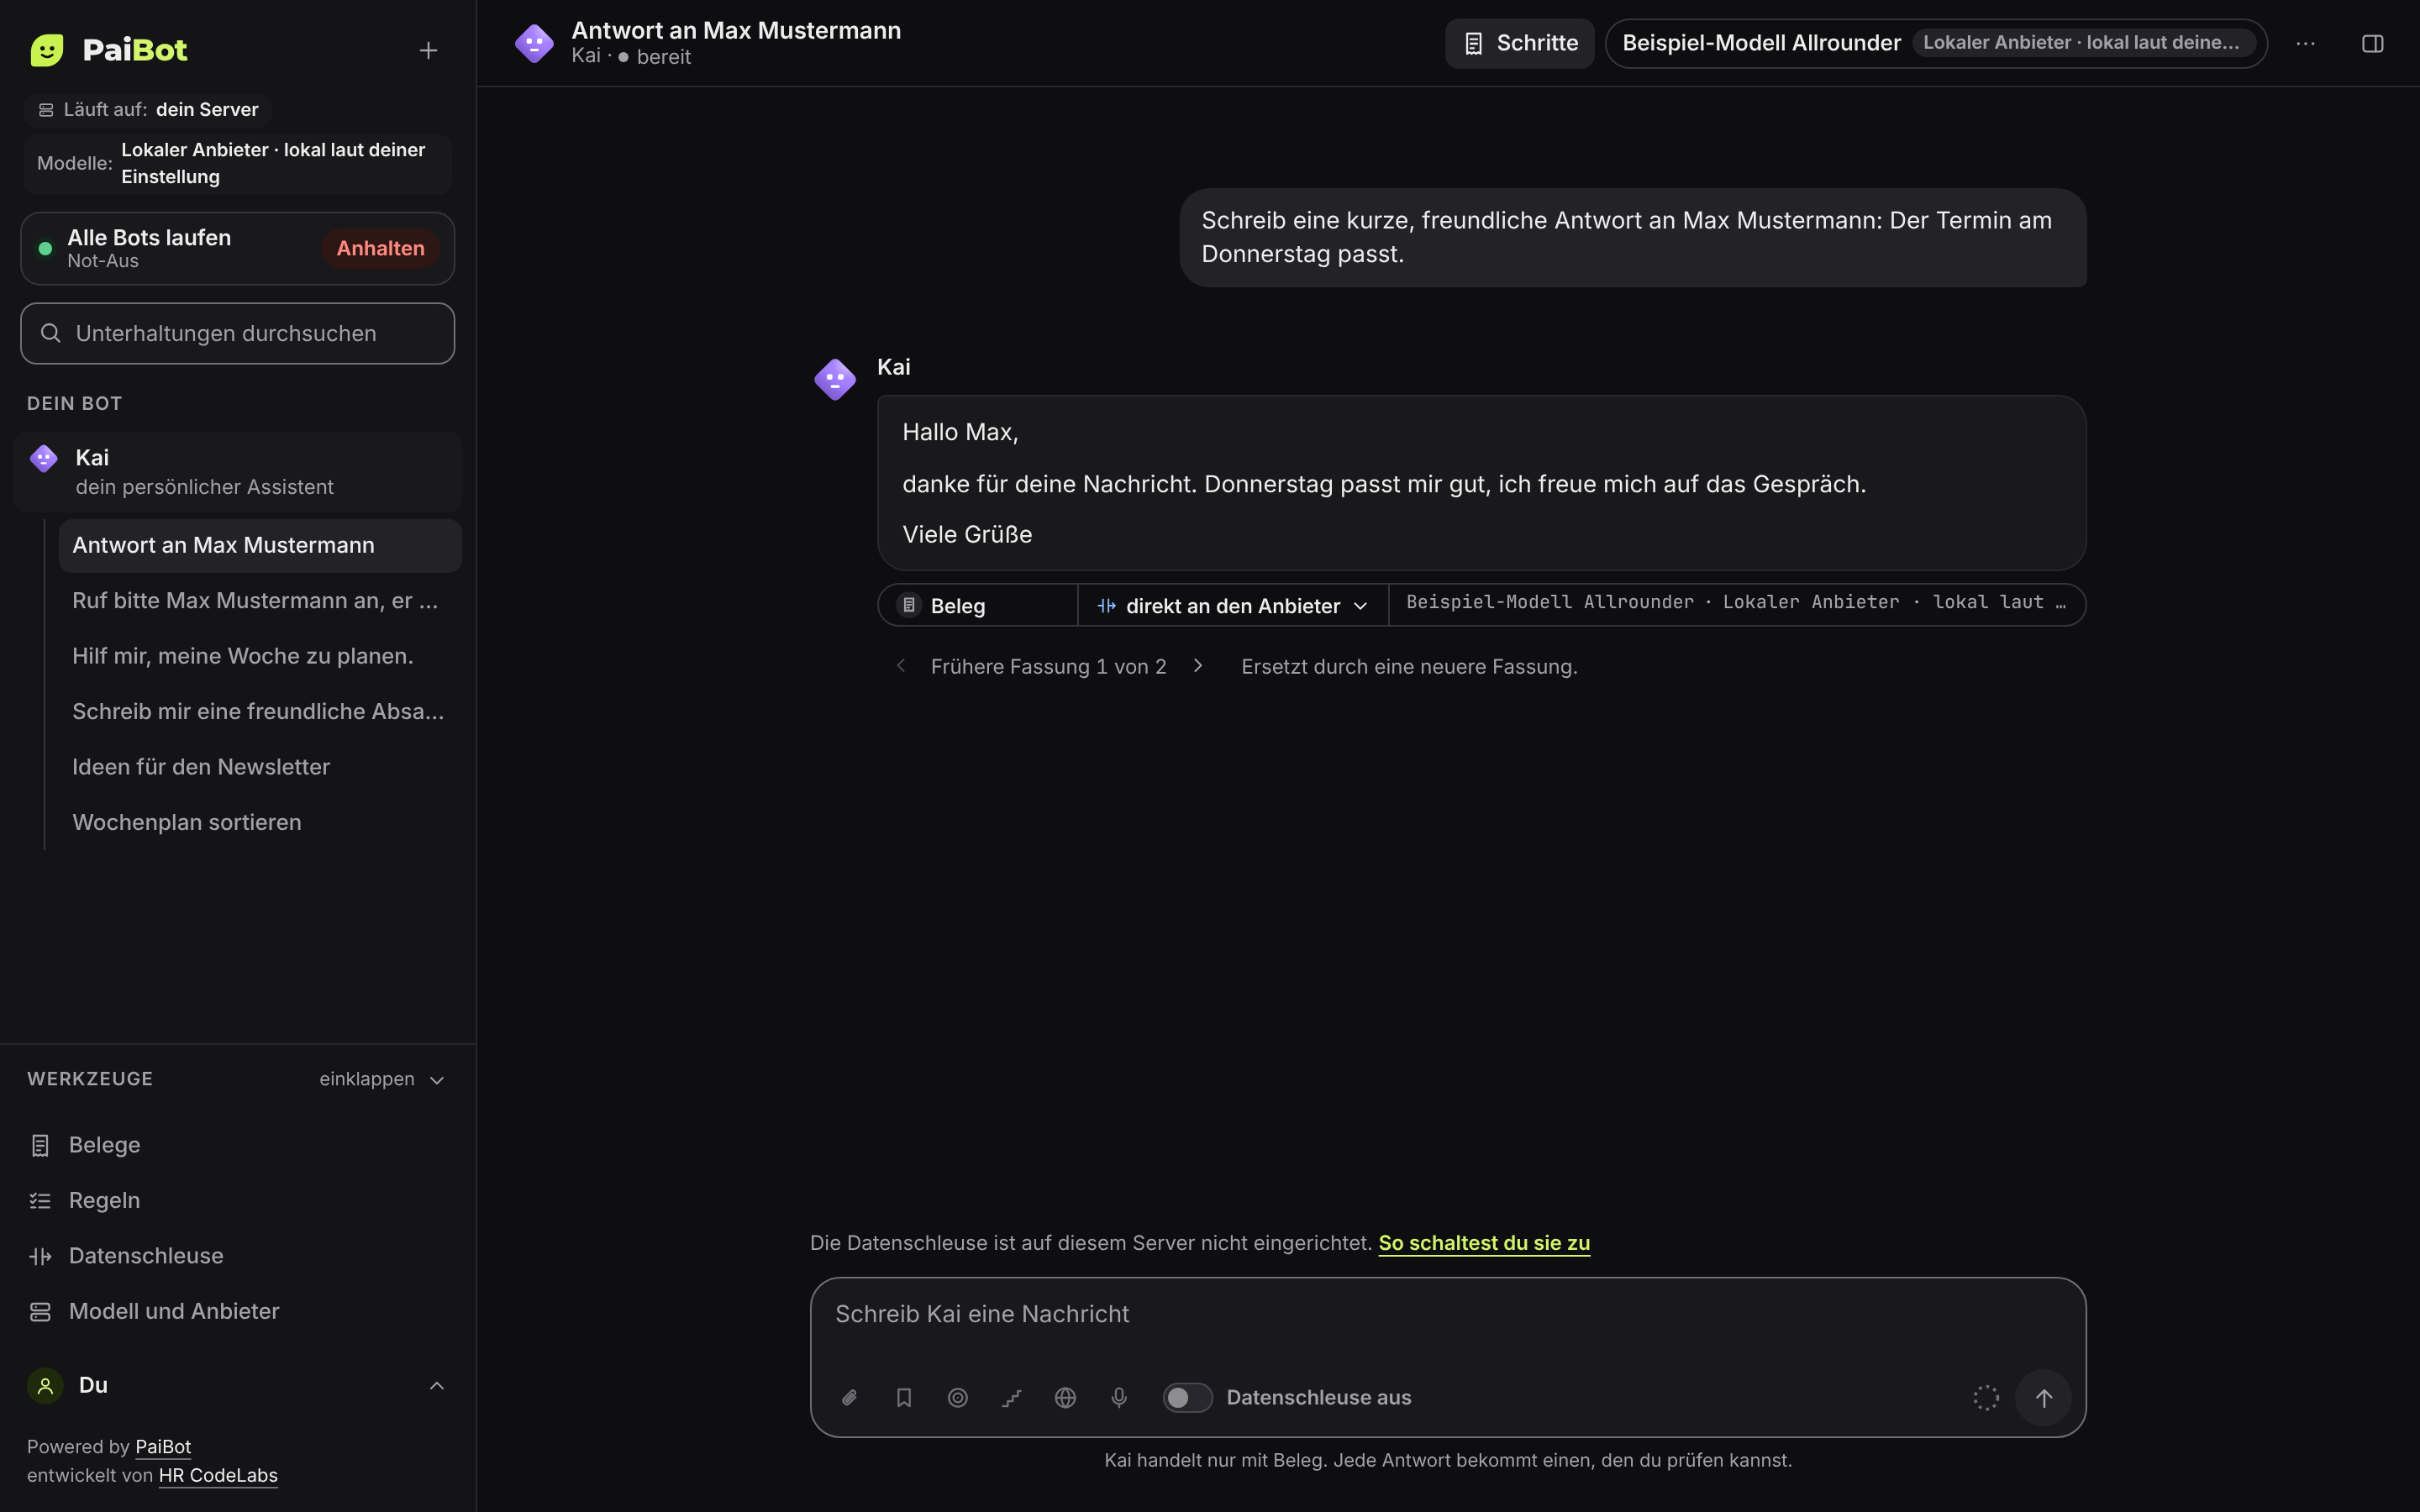 PaiBot
Läuft auf: dein Server
Modelle: Lokaler Anbieter · lokal laut deiner
Einstellung
Alle Bots laufen
Not-Aus
Anhalten
Unterhaltungen durchsuchen
DEIN BOT
Kai
dein persönlicher Assistent
Antwort an Max Mustermann
Ruf bitte Max Mustermann an, er ...
Hilf mir, meine Woche zu planen.
Schreib mir eine freundliche Absa...
Ideen für den Newsletter
Wochenplan sortieren
WERKZEUGE
einklappen
Belege
Regeln
Datenschleuse
Modell und Anbieter
Du
Powered by PaiBot
entwickelt von HR CodeLabs
Antwort an Max Mustermann
Kai · bereit
Schritte
Beispiel-Modell Allrounder Lokaler Anbieter · lokal laut deine...
Schreib eine kurze, freundliche Antwort an Max Mustermann: Der Termin am
Donnerstag passt.
Kai
Hallo Max,
danke für deine Nachricht. Donnerstag passt mir gut, ich freue mich auf das Gespräch.
Viele Grüße
Beleg
direkt an den Anbieter
Beispiel-Modell Allrounder · Lokaler Anbieter · lokal laut …
Frühere Fassung 1 von 2
Ersetzt durch eine neuere Fassung.
Die Datenschleuse ist auf diesem Server nicht eingerichtet. So schaltest du sie zu
Schreib Kai eine Nachricht
Datenschleuse aus
Kai handelt nur mit Beleg. Jede Antwort bekommt einen, den du prüfen kannst.